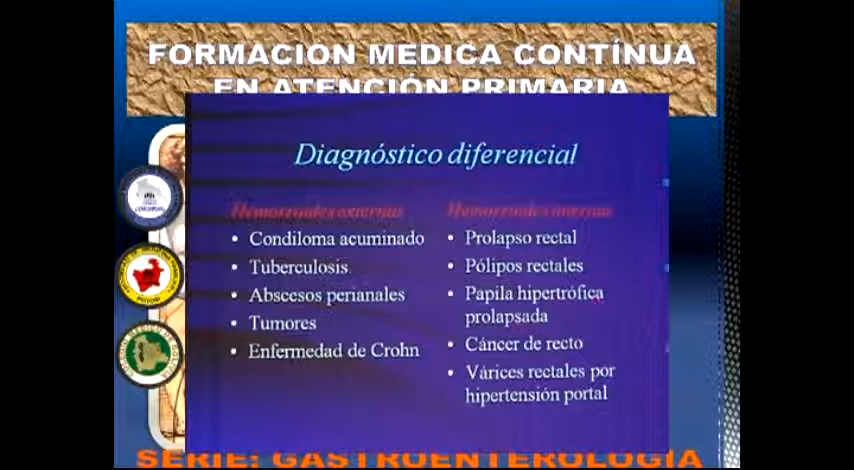 FORMACION MEDICA CONTÍNUA
EN ATENCIÓN PRIMARIA
Diagnóstico diferencial
Hemorroides externas
Hemorroides internas
• Condiloma acuminado
• Tuberculosis
• Abscesos perianales
• Tumores
• Enfermedad de Crohn
• Prolapso rectal
• Pólipos rectales
• Papila hipertrófica
prolapsada
• Cáncer de recto
• Várices rectales por
hipertensión portal
SERIE: GASTROENTEROLOGIA